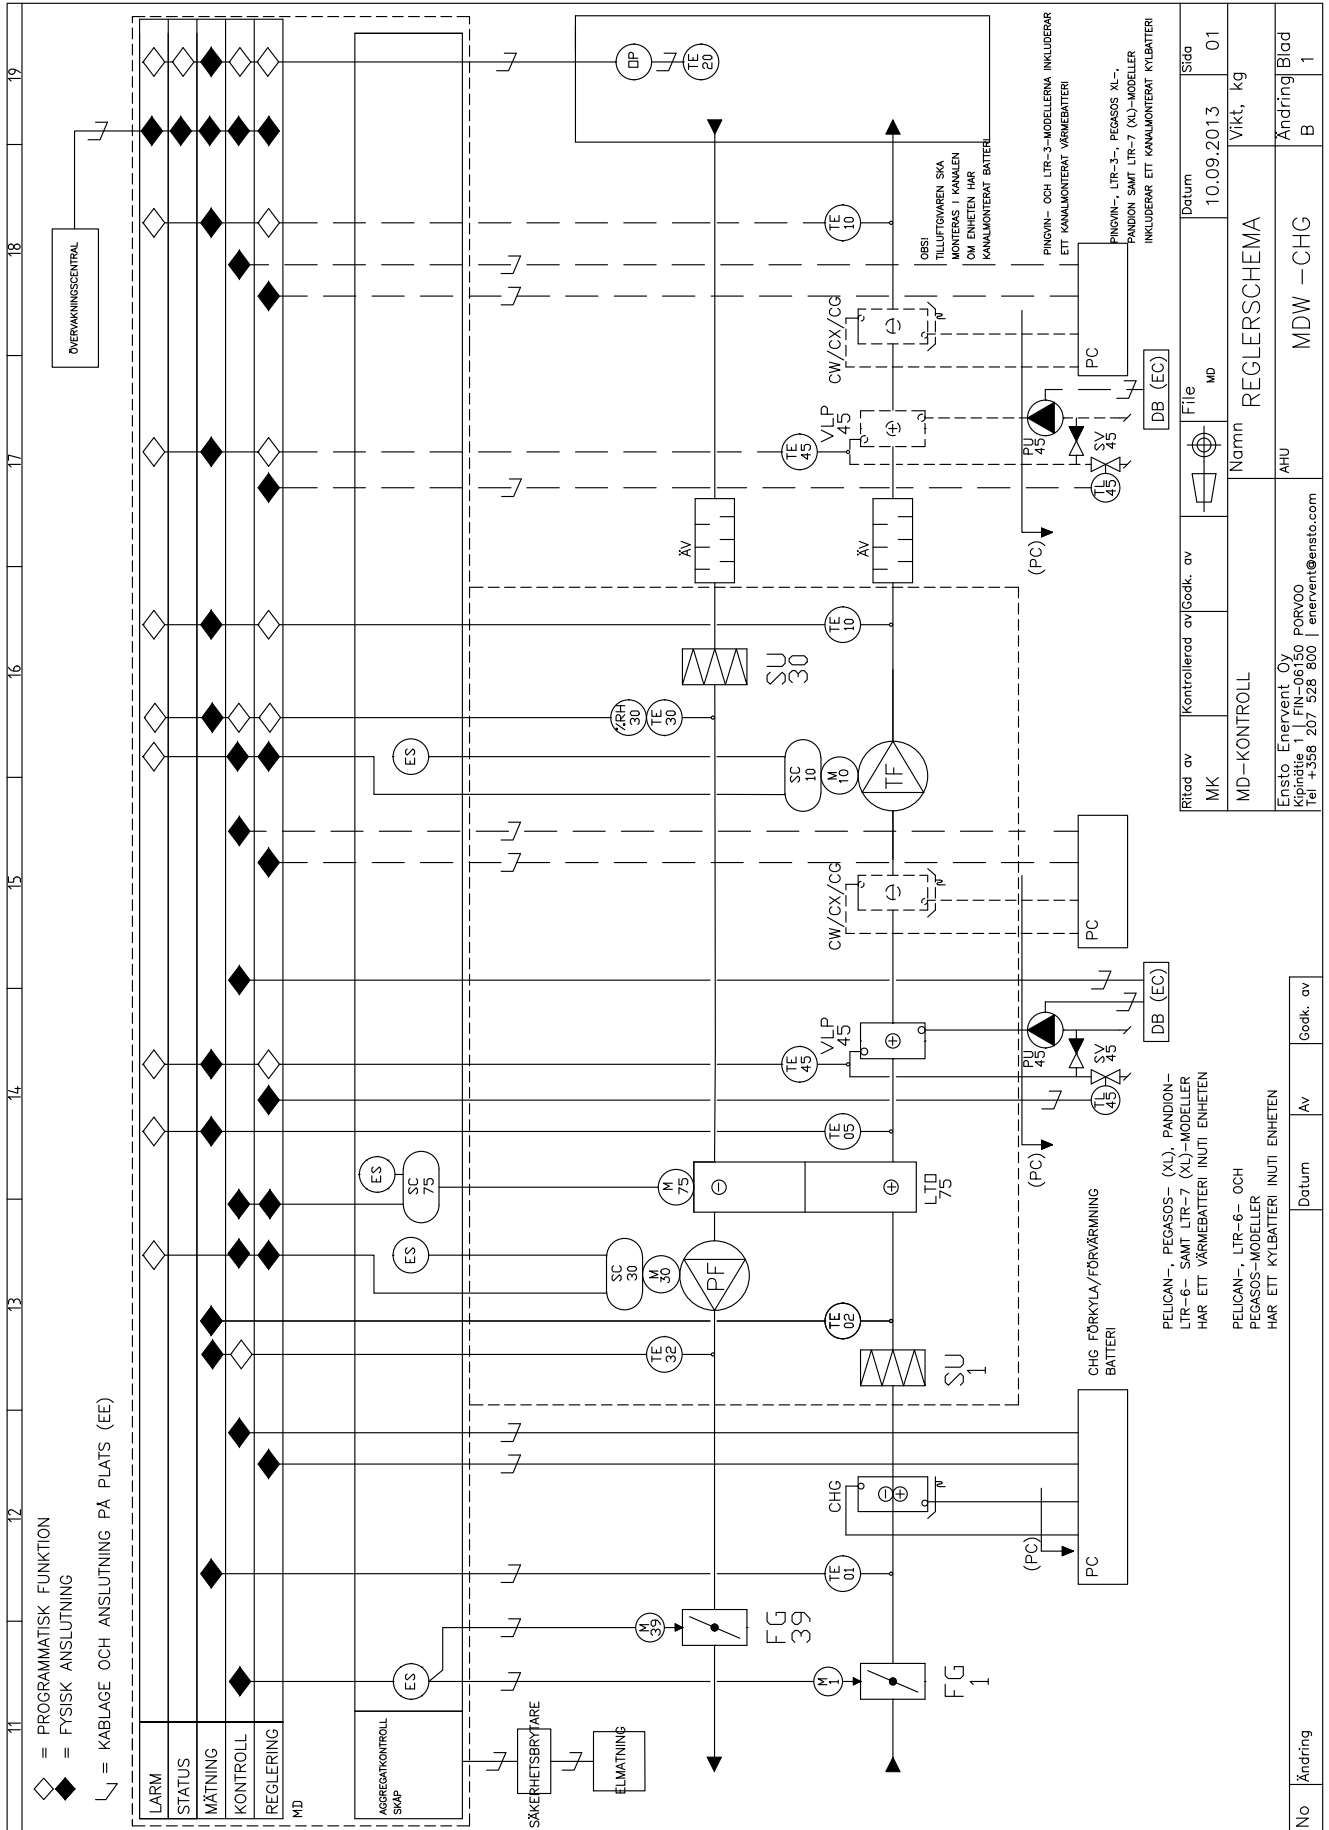 11
12
13
14
15
16
17
18
19
= PROGRAMMATISK FUNKTION
= FYSISK ANSLUTNING
= KABLAGE OCH ANSLUTNING PÅ PLATS (EE)
ÖVERVAKNINGSCENTRAL
LARM
STATUS
MÄTNING
KONTROLL
REGLERING
MD
AGGREGATKONTROLL
SKÅP
ES
ES
ES
ES
SC
75
SÄKERHETSBRYTARE
ELMATNING
DP
TE
20
M
39
FG
39
TE
32
SC
30
M
30
PF
M
75
%RH
30
TE
30
SU
30
ÄV
M
1
FG
1
TE
01
CHG
SU
1
TE
02
LTO
75
TE
05
TE
45
VLP
45
CW/CX/CG
SC
10
M
10
TF
TE
10
ÄV
TE
45
VLP
45
CW/CX/CG
TE
10
OBS!
TILLUFTGIVAREN SKA
MONTERAS I KANALEN
OM ENHETEN HAR
KANALMONTERAT BATTERI
(PC)
PC
CHG FÖRKYLA/FÖRVÄRMNING
BATTERI
(PC)
TL
45
SV
45
PU
45
DB (EC)
PC
(PC)
TL
45
SV
45
PU
45
DB (EC)
PC
PINGVIN- OCH LTR-3-MODELLERNA INKLUDERAR
ETT KANALMONTERAT VÄRMEBATTERI
PINGVIN-, LTR-3-, PEGASOS XL-,
PANDION SAMT LTR-7 (XL)-MODELLER
INKLUDERAR ETT KANALMONTERAT KYLBATTERI
PELICAN-, PEGASOS- (XL), PANDION-
LTR-6- SAMT LTR-7 (XL)-MODELLER
HAR ETT VÄRMEBATTERI INUTI ENHETEN
PELICAN-, LTR-6- OCH
PEGASOS-MODELLER
HAR ETT KYLBATTERI INUTI ENHETEN
No Ändring Datum Av Godk. av
Ritad av Kontrollerad av Godk. av File Datum Sida
MK MD 10.09.2013 01
MD-KONTROLL Namn REGLERSCHEMA Vikt, kg
Ensto Enervent Oy
Kipinätie 1 | FIN-06150 PORVOO
Tel +358 207 528 800 | enervent@ensto.com
AHU MDW -CHG
Ändring Blad
B 1